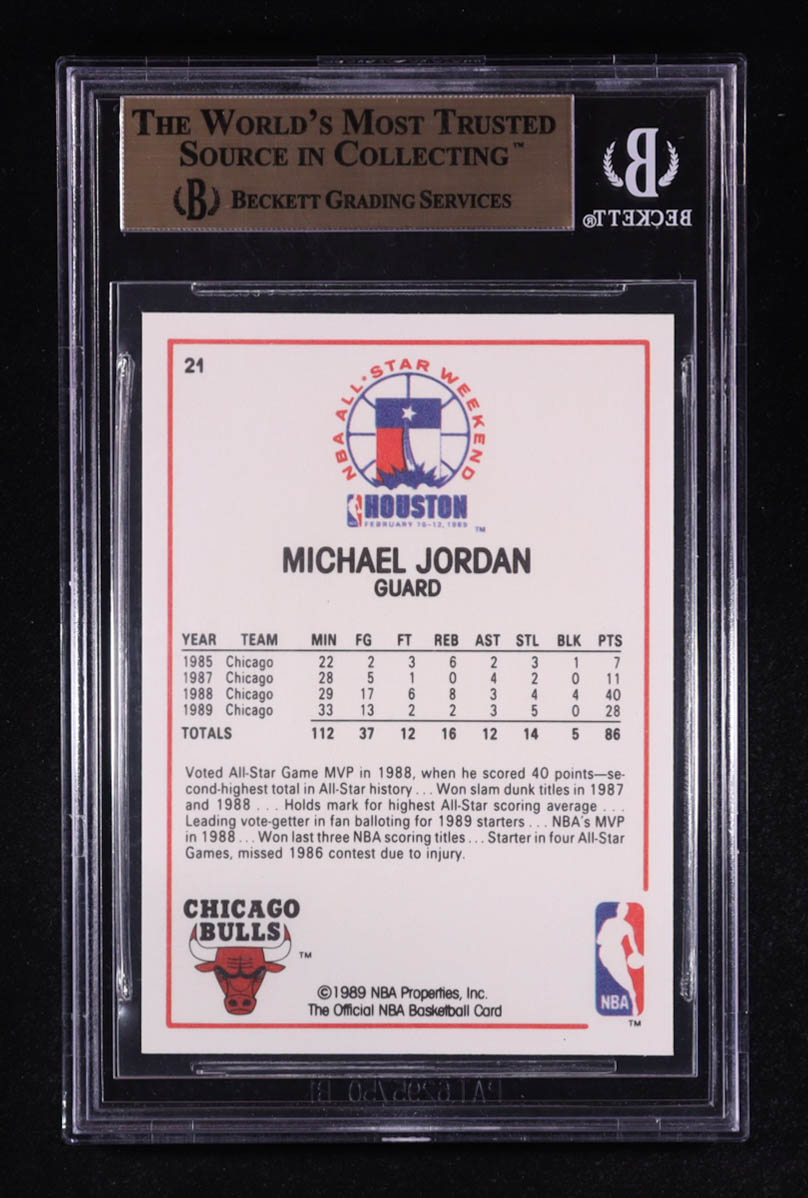 THE WORLD'S MOST TRUSTED
SOURCE IN COLLECTING™
B BECKETT GRADING SERVICES
B
BECKETT®
21
NBA ALL·STAR WEEKEND
HOUSTON
FEBRUARY 10-12, 1989
TM
MICHAEL JORDAN
GUARD
YEAR TEAM MIN FG FT REB AST STL BLK PTS
1985 Chicago 22 2 3 6 2 3 1 7
1987 Chicago 28 5 1 0 4 2 0 11
1988 Chicago 29 17 6 8 3 4 4 40
1989 Chicago 33 13 2 2 3 5 0 28
TOTALS 112 37 12 16 12 14 5 86
Voted All-Star Game MVP in 1988, when he scored 40 points—se-
cond-highest total in All-Star history . . . Won slam dunk titles in 1987
and 1988 . . . Holds mark for highest All-Star scoring average . . .
Leading vote-getter in fan balloting for 1989 starters . . . NBA's MVP
in 1988 . . . Won last three NBA scoring titles . . . Starter in four All-Star
Games, missed 1986 contest due to injury.
CHICAGO
BULLS
TM
©1989 NBA Properties, Inc.
The Official NBA Basketball Card
NBA
TM